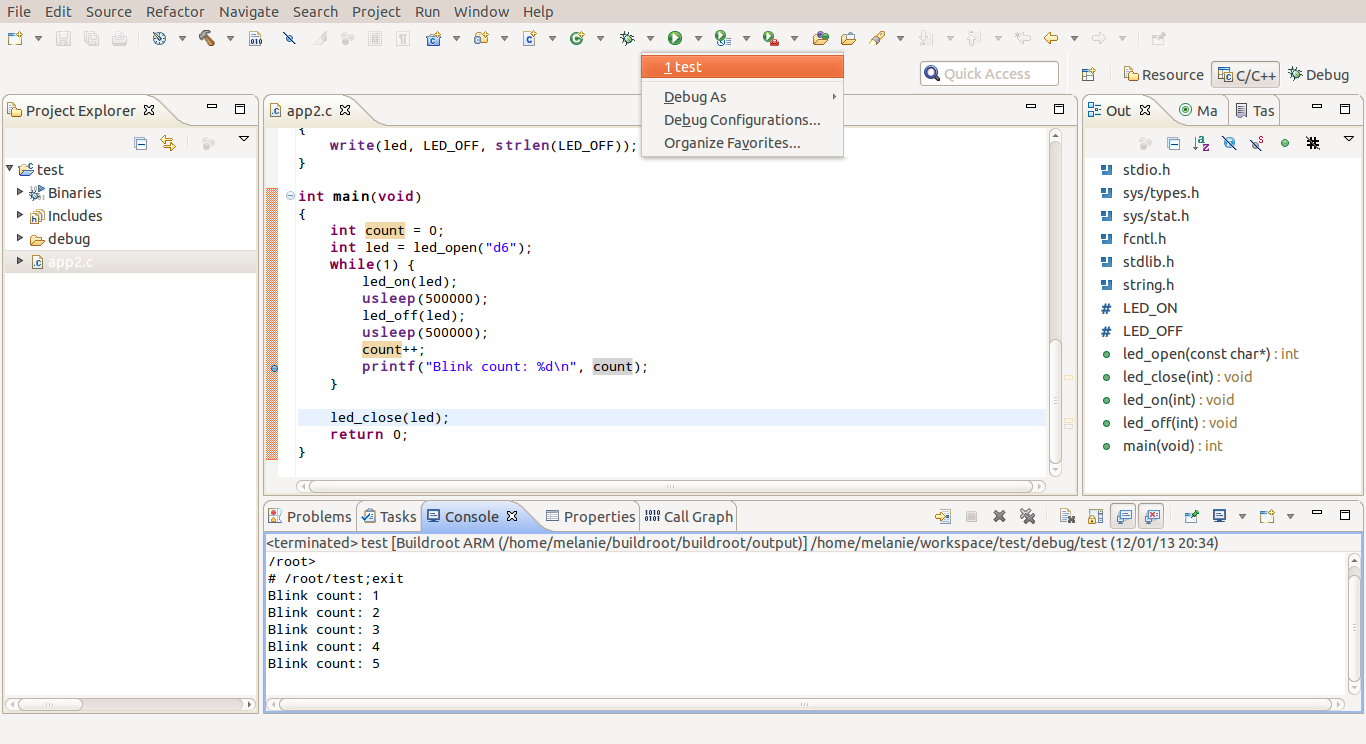 File Edit Source Refactor Navigate Search Project Run Window Help
1 test
Debug As
Debug Configurations...
Organize Favorites...
Quick Access
Resource
C/C++
Debug
Project Explorer
test
Binaries
Includes
debug
app2.c
app2.c
{
write(led, LED_OFF, strlen(LED_OFF));
}
int main(void)
{
int count = 0;
int led = led_open("d6");
while(1) {
led_on(led);
usleep(500000);
led_off(led);
usleep(500000);
count++;
printf("Blink count: %d\n", count);
}
led_close(led);
return 0;
}
Out
Ma
Tas
stdio.h
sys/types.h
sys/stat.h
fcntl.h
stdlib.h
string.h
# LED_ON
# LED_OFF
led_open(const char*) : int
led_close(int) : void
led_on(int) : void
led_off(int) : void
main(void) : int
Problems
Tasks
Console
Properties
Call Graph
<terminated> test [Buildroot ARM (/home/melanie/buildroot/buildroot/output)] /home/melanie/workspace/test/debug/test (12/01/13 20:34)
/root>
# /root/test;exit
Blink count: 1
Blink count: 2
Blink count: 3
Blink count: 4
Blink count: 5